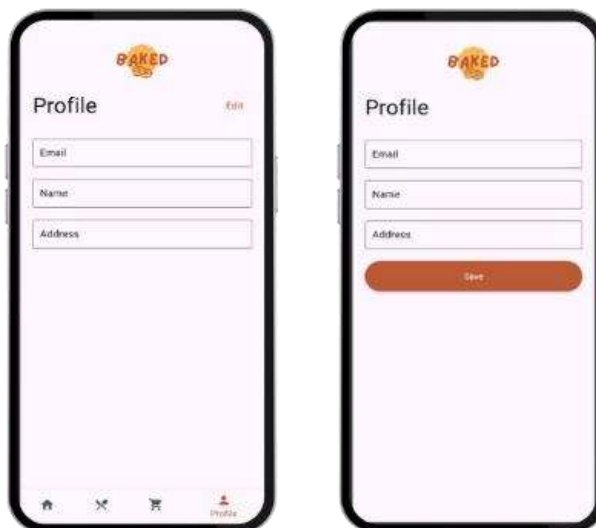 BAKED
Profile
Edit
Email
Name
Address
Profile
BAKED
Profile
Email
Name
Address
Save